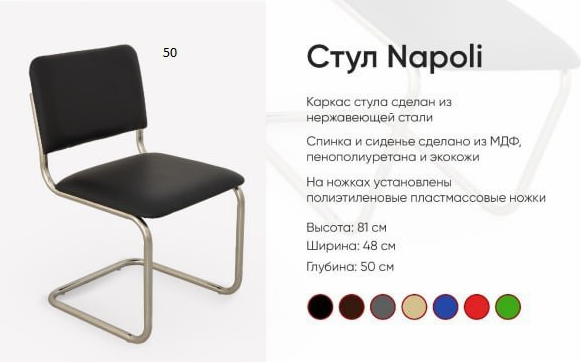 50
Стул Napoli
Каркас стула сделан из
нержавеющей стали
Спинка и сиденье сделано из МДФ,
пенополиуретана и экокожи
На ножках установлены
полиэтиленовые пластмассовые ножки
Высота: 81 см
Ширина: 48 см
Глубина: 50 см